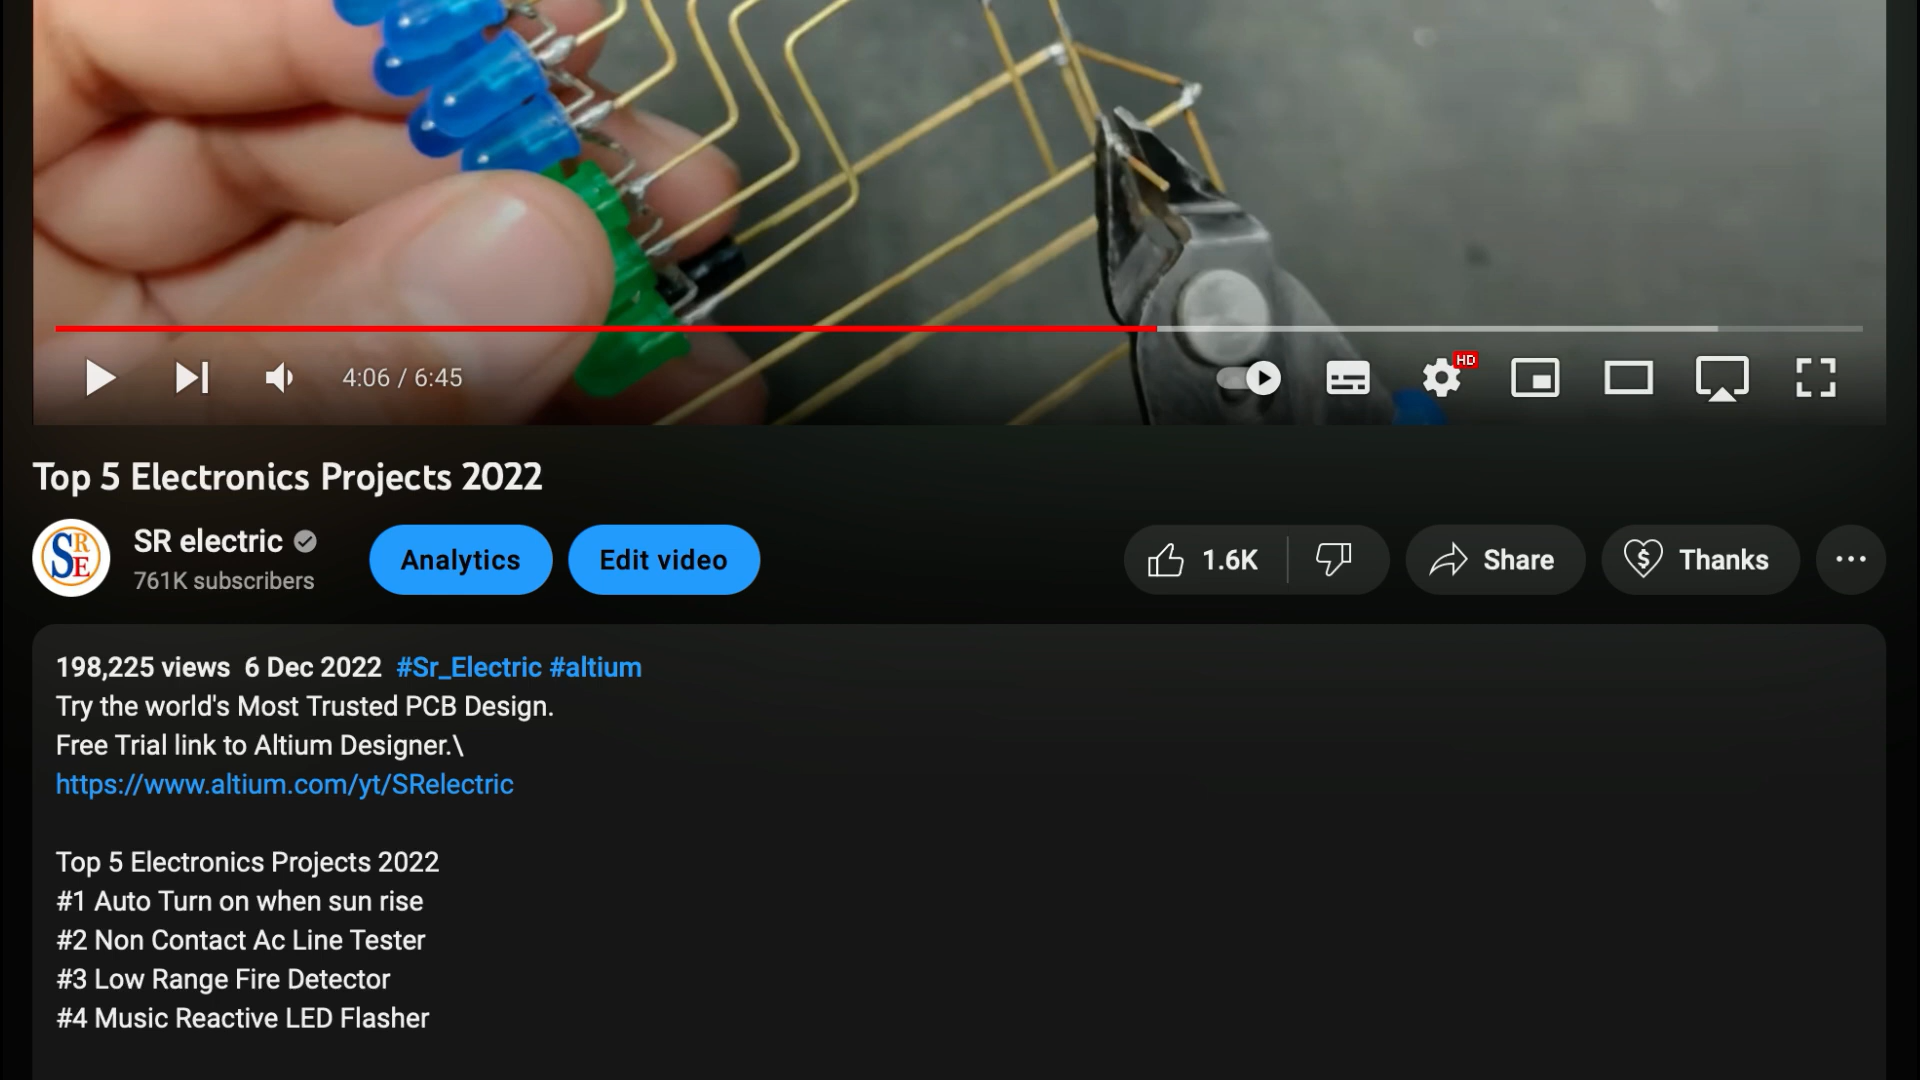 4:06 / 6:45
HD
Top 5 Electronics Projects 2022
SR
E
SR electric
761K subscribers
Analytics
Edit video
1.6K
Share
Thanks
198,225 views 6 Dec 2022 #Sr_Electric #altium
Try the world's Most Trusted PCB Design.
Free Trial link to Altium Designer.\
https://www.altium.com/yt/SRelectric
Top 5 Electronics Projects 2022
#1 Auto Turn on when sun rise
#2 Non Contact Ac Line Tester
#3 Low Range Fire Detector
#4 Music Reactive LED Flasher